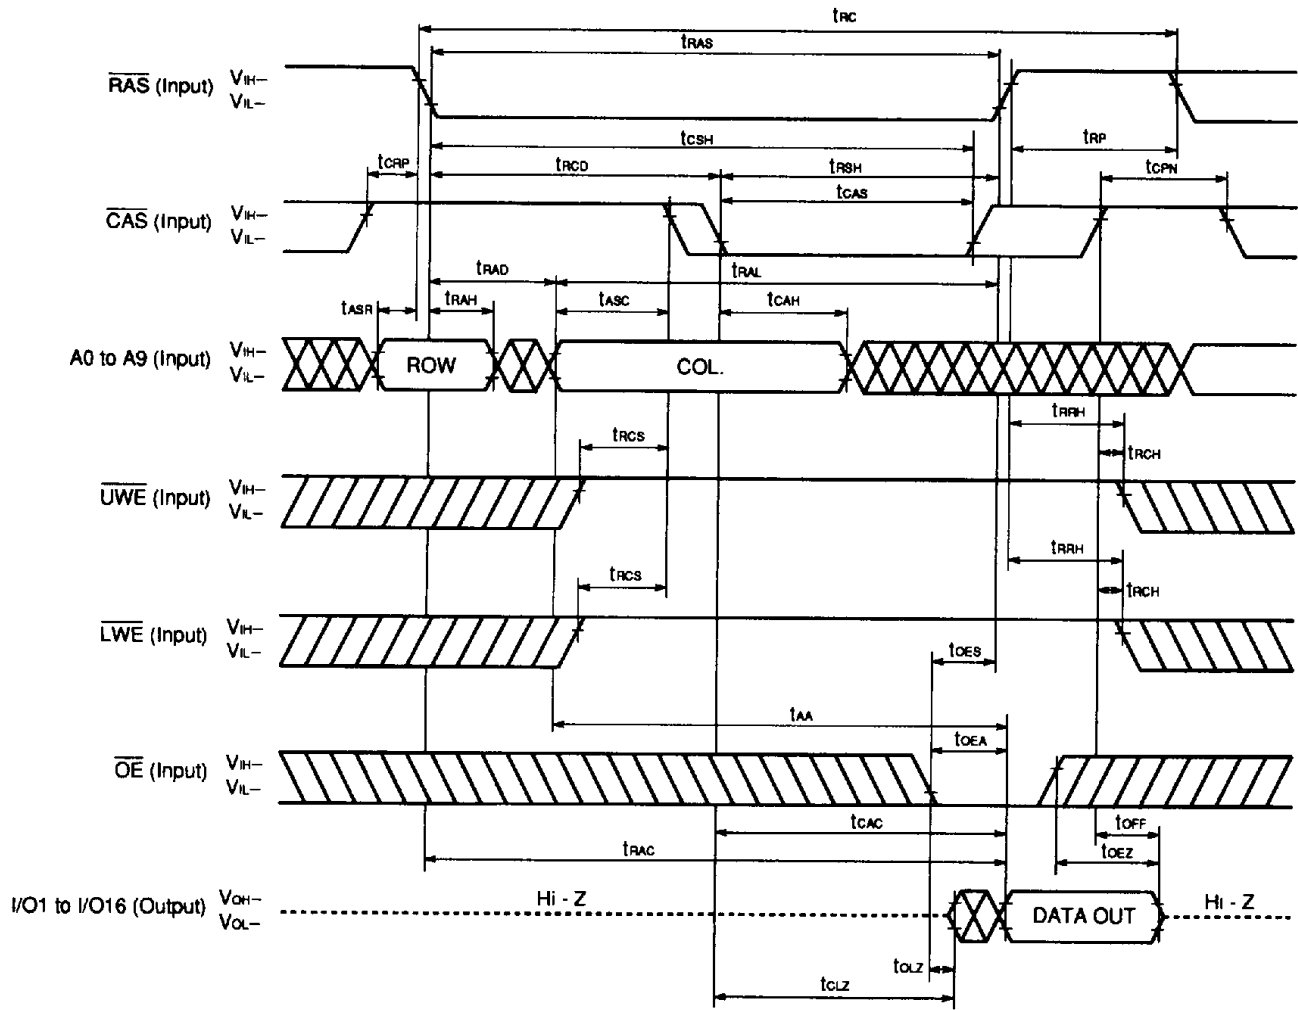 tRC
tRAS
RAS (Input) VIH–
VIL–
tCSH
tRP
tCRP
tRCD
tRSH
tCPN
tCAS
CAS (Input) VIH–
VIL–
tRAD
tRAL
tASR
tRAH
tASC
tCAH
A0 to A9 (Input) VIH–
VIL–
ROW
COL.
tRRH
tRCS
tRCH
UWE (Input) VIH–
VIL–
tRRH
tRCS
tRCH
LWE (Input) VIH–
VIL–
tOES
tAA
tOEA
OE (Input) VIH–
VIL–
tCAC
tOFF
tRAC
tOEZ
I/O1 to I/O16 (Output) VOH–
VOL–
Hi - Z
DATA OUT
Hi - Z
tOLZ
tCLZ